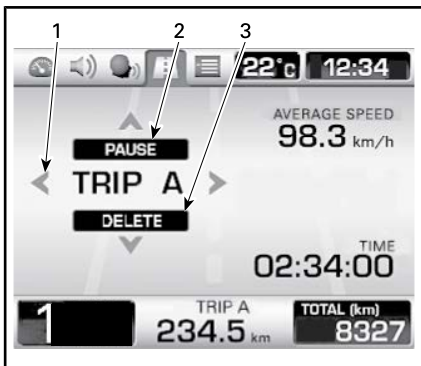 1 2 3
22°C 12:34
AVERAGE SPEED
98.3 km/h
PAUSE
TRIP A
DELETE
TIME
02:34:00
1
TRIP A
234.5 km
TOTAL (km)
8327